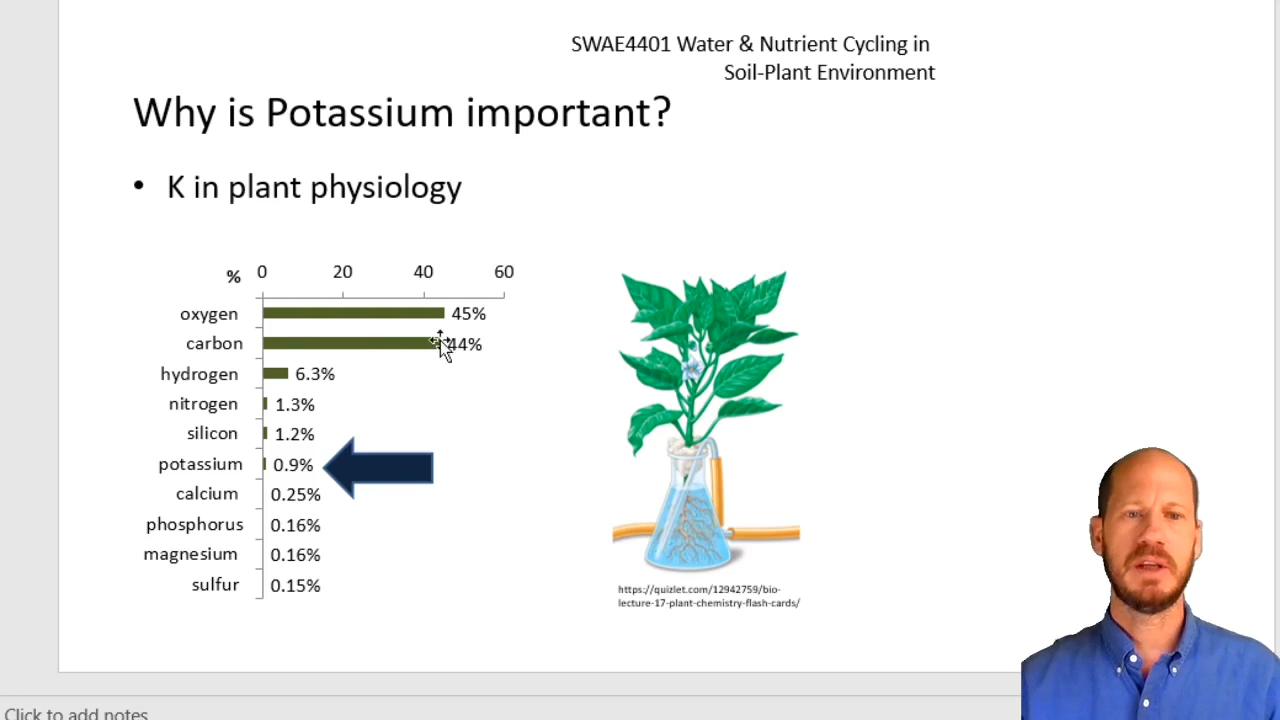 SWAE4401 Water & Nutrient Cycling in
Soil-Plant Environment
Why is Potassium important?
• K in plant physiology
% 0 20 40 60
oxygen 45%
carbon 44%
hydrogen 6.3%
nitrogen 1.3%
silicon 1.2%
potassium 0.9%
calcium 0.25%
phosphorus 0.16%
magnesium 0.16%
sulfur 0.15%
https://quizlet.com/12942759/bio-
lecture-17-plant-chemistry-flash-cards/
Click to add notes